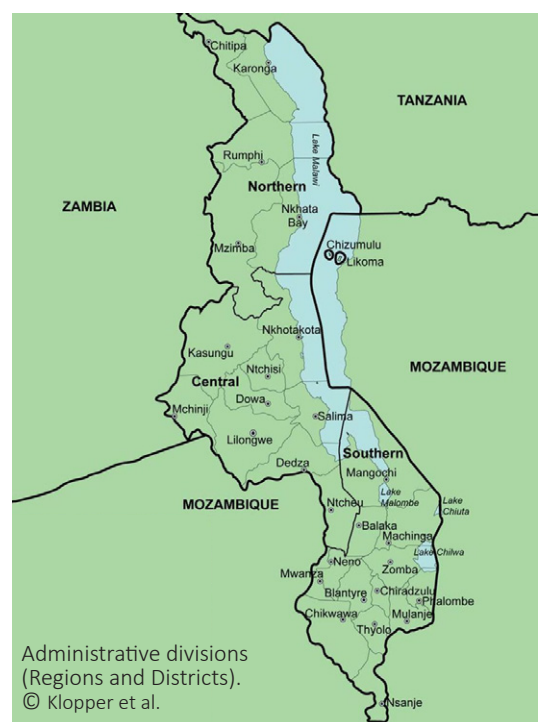 Chitipa
Karonga
TANZANIA
Lake Malawi
Rumphi
Northern
ZAMBIA
Nkhata
Bay
Mzimba
Chizumulu
Likoma
Nkhotakota
Kasungu
Ntchisi
MOZAMBIQUE
Central
Dowa
Mchinji
Salima
Lilongwe
Southern
Dedza
Mangochi
MOZAMBIQUE
Lake
Malombe
Lake
Chiuta
Ntcheu
Balaka
Machinga
Lake Chilwa
Neno
Zomba
Mwanza
Blantyre
Chiradzulu
Phalombe
Chikwawa
Mulanje
Thyolo
Administrative divisions
(Regions and Districts).
© Klopper et al.
Nsanje